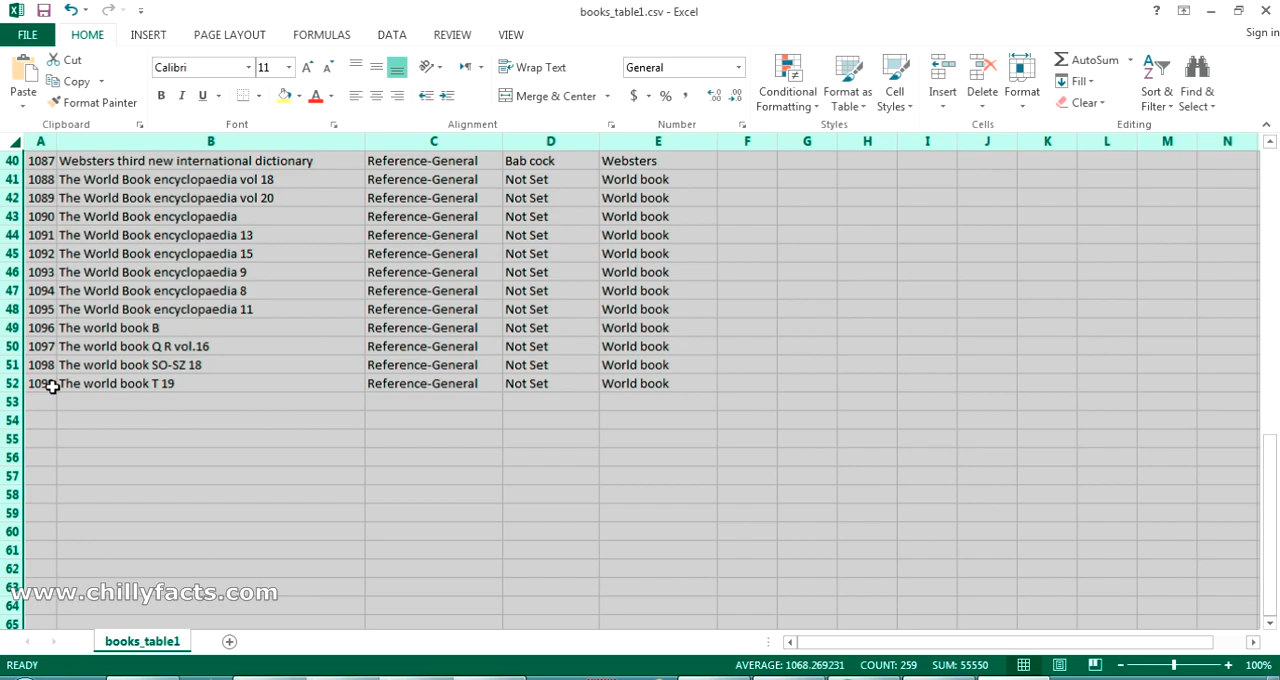 books_table1.csv - Excel
?
Sign in
FILE HOME INSERT PAGE LAYOUT FORMULAS DATA REVIEW VIEW
Paste
Cut
Copy
Format Painter
Clipboard
Calibri 11
B I U
Font
Wrap Text
Merge & Center
Alignment
General
$ % ,
Number
Conditional Formatting
Format as Table
Cell Styles
Styles
Insert Delete Format
Cells
AutoSum
Fill
Clear
Sort & Filter
Find & Select
Editing
A B C D E F G H I J K L M N
40 1087 Websters third new international dictionary Reference-General Bab cock Websters
41 1088 The World Book encyclopaedia vol 18 Reference-General Not Set World book
42 1089 The World Book encyclopaedia vol 20 Reference-General Not Set World book
43 1090 The World Book encyclopaedia Reference-General Not Set World book
44 1091 The World Book encyclopaedia 13 Reference-General Not Set World book
45 1092 The World Book encyclopaedia 15 Reference-General Not Set World book
46 1093 The World Book encyclopaedia 9 Reference-General Not Set World book
47 1094 The World Book encyclopaedia 8 Reference-General Not Set World book
48 1095 The World Book encyclopaedia 11 Reference-General Not Set World book
49 1096 The world book B Reference-General Not Set World book
50 1097 The world book Q R vol.16 Reference-General Not Set World book
51 1098 The world book SO-SZ 18 Reference-General Not Set World book
52 The world book T 19 Reference-General Not Set World book
53
54
55
56
57
58
59
60
61
62
63
www.chillyfacts.com
64
65
books_table1
READY AVERAGE: 1068.269231 COUNT: 259 SUM: 55550 100%